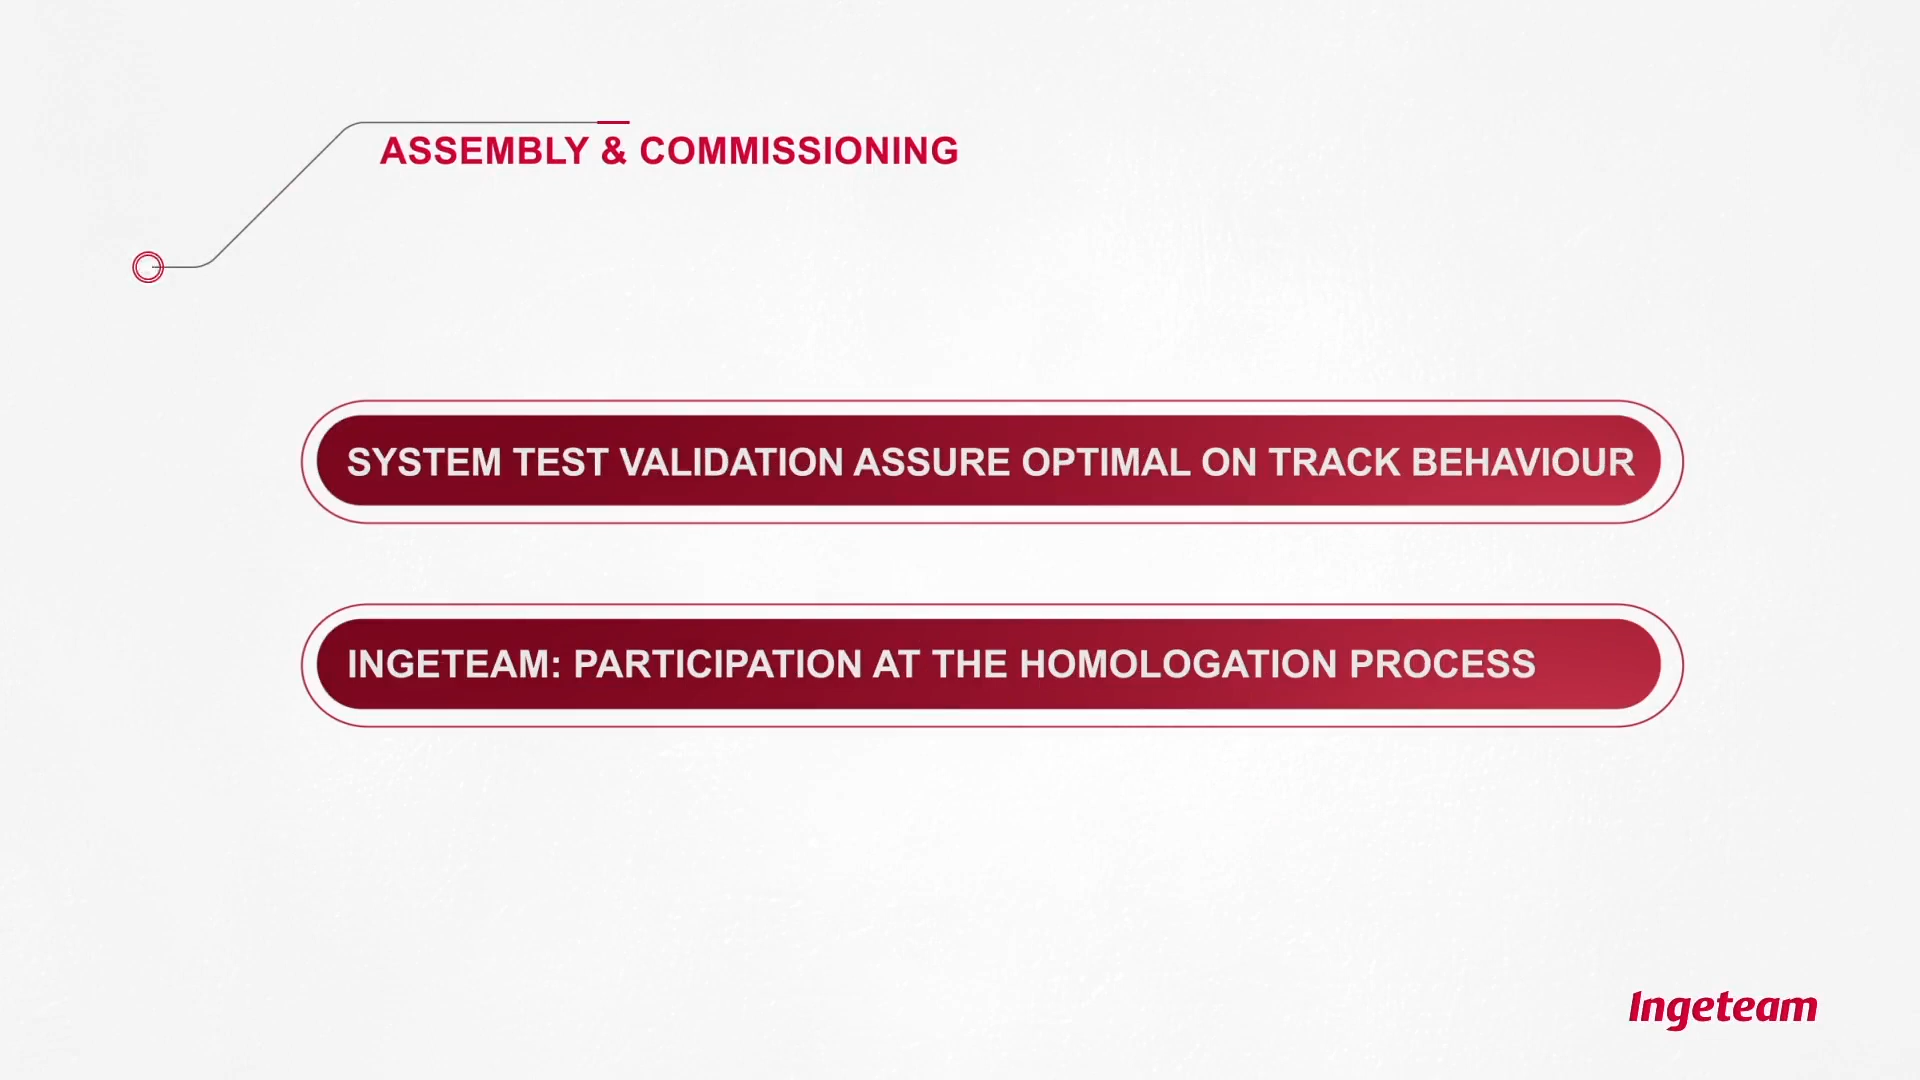 ASSEMBLY & COMMISSIONING
SYSTEM TEST VALIDATION ASSURE OPTIMAL ON TRACK BEHAVIOUR
INGETEAM: PARTICIPATION AT THE HOMOLOGATION PROCESS
Ingeteam